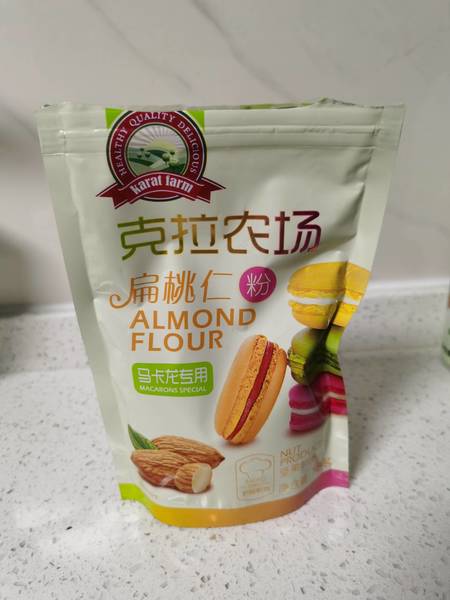 HEALTHY QUALITY DELICIOUS
Karat farm
克拉农场
扁桃仁 粉
ALMOND
FLOUR
马卡龙专用
MACARONS SPECIAL
NUT